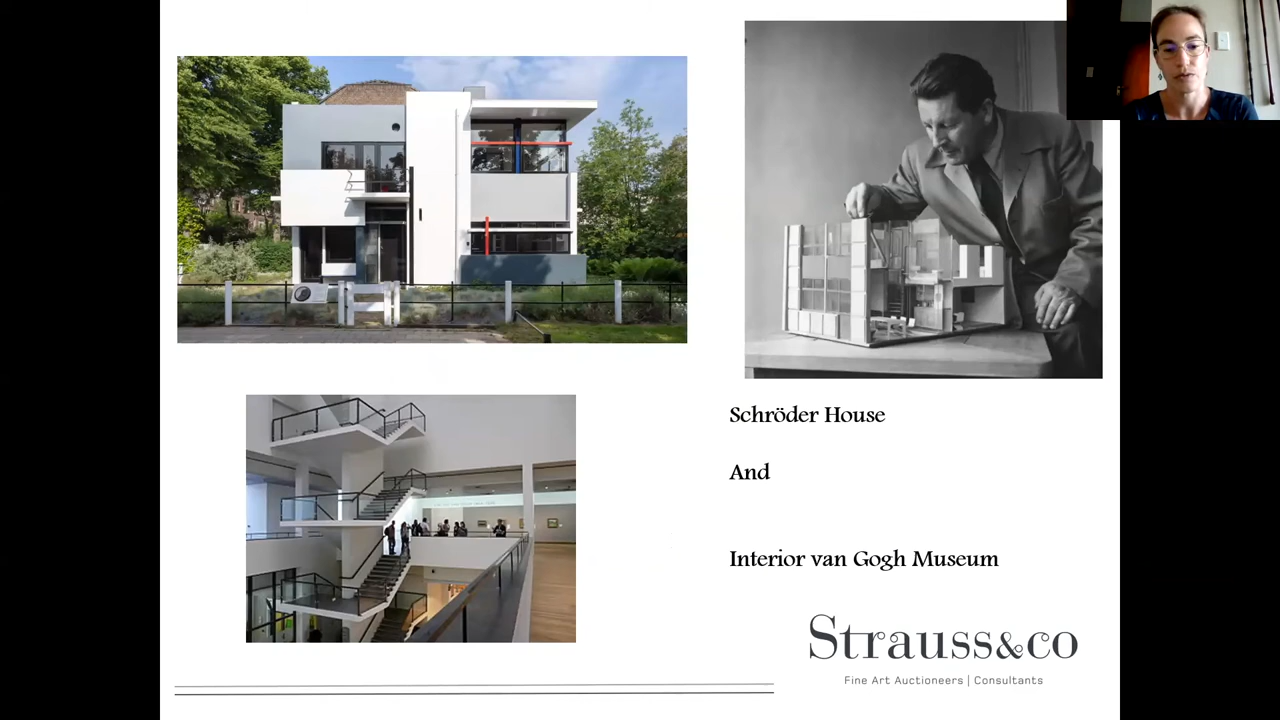 Schröder House
And
Interior van Gogh Museum
Strauss&co
Fine Art Auctioneers | Consultants